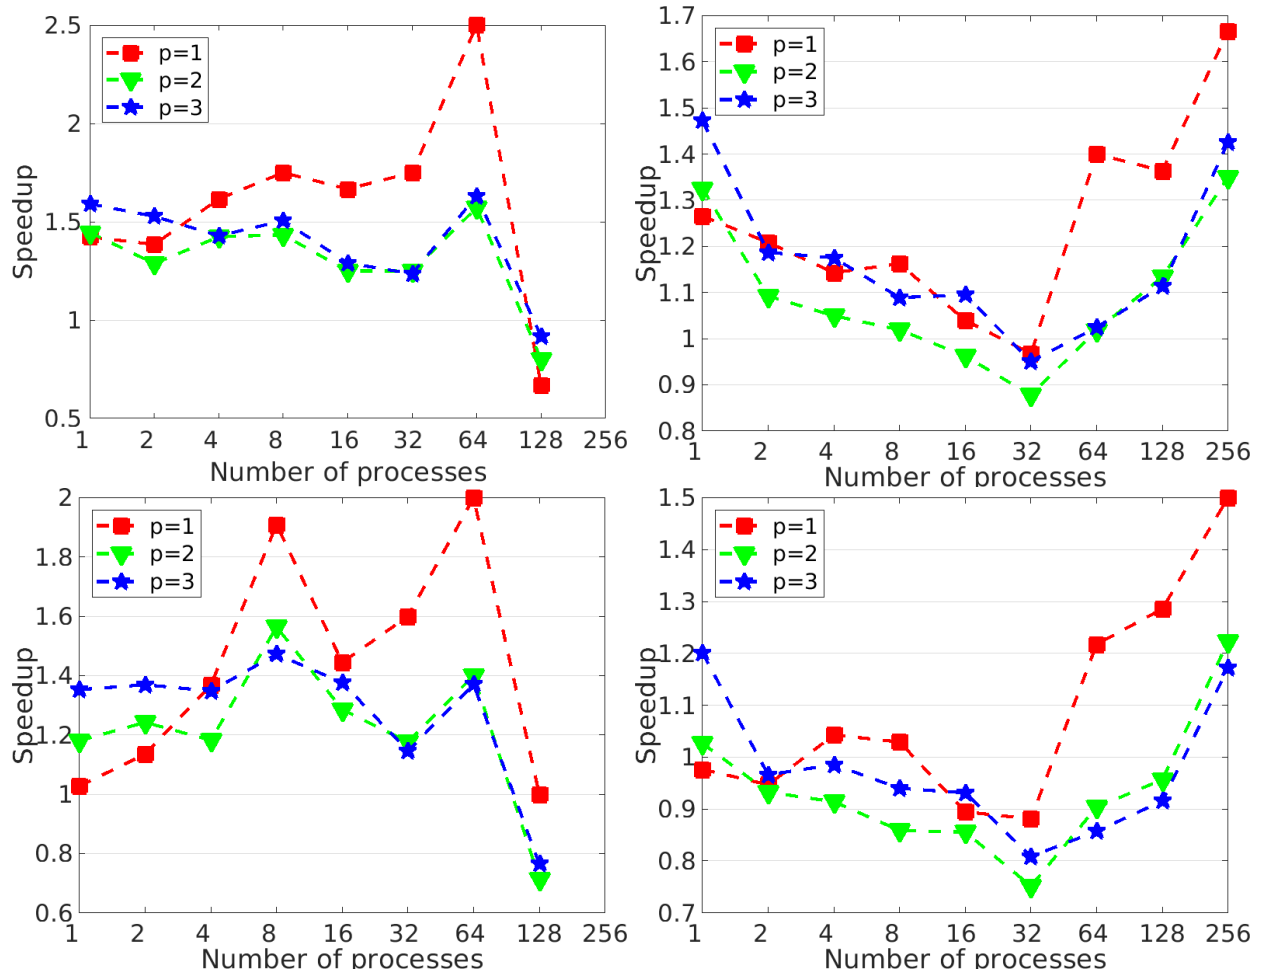 2.5
2
1.5
1
0.5
Speedup
p=1
p=2
p=3
1 2 4 8 16 32 64 128 256
Number of processes
1.7
1.6
1.5
1.4
1.3
1.2
1.1
1
0.9
0.8
Speedup
p=1
p=2
p=3
1 2 4 8 16 32 64 128 256
Number of processes
2
1.8
1.6
1.4
1.2
1
0.8
0.6
Speedup
p=1
p=2
p=3
1 2 4 8 16 32 64 128 256
Number of processes
1.5
1.4
1.3
1.2
1.1
1
0.9
0.8
0.7
Speedup
p=1
p=2
p=3
1 2 4 8 16 32 64 128 256
Number of processes